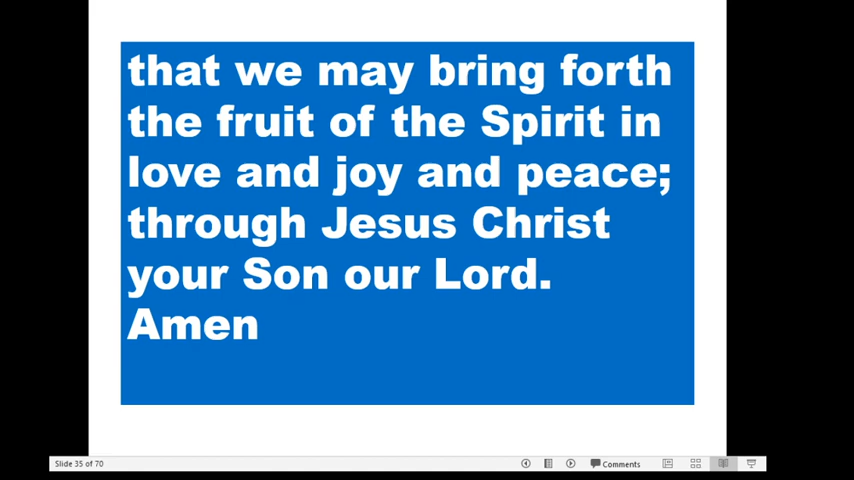 that we may bring forth
the fruit of the Spirit in
love and joy and peace;
through Jesus Christ
your Son our Lord.
Amen
Slide 35 of 70
Comments